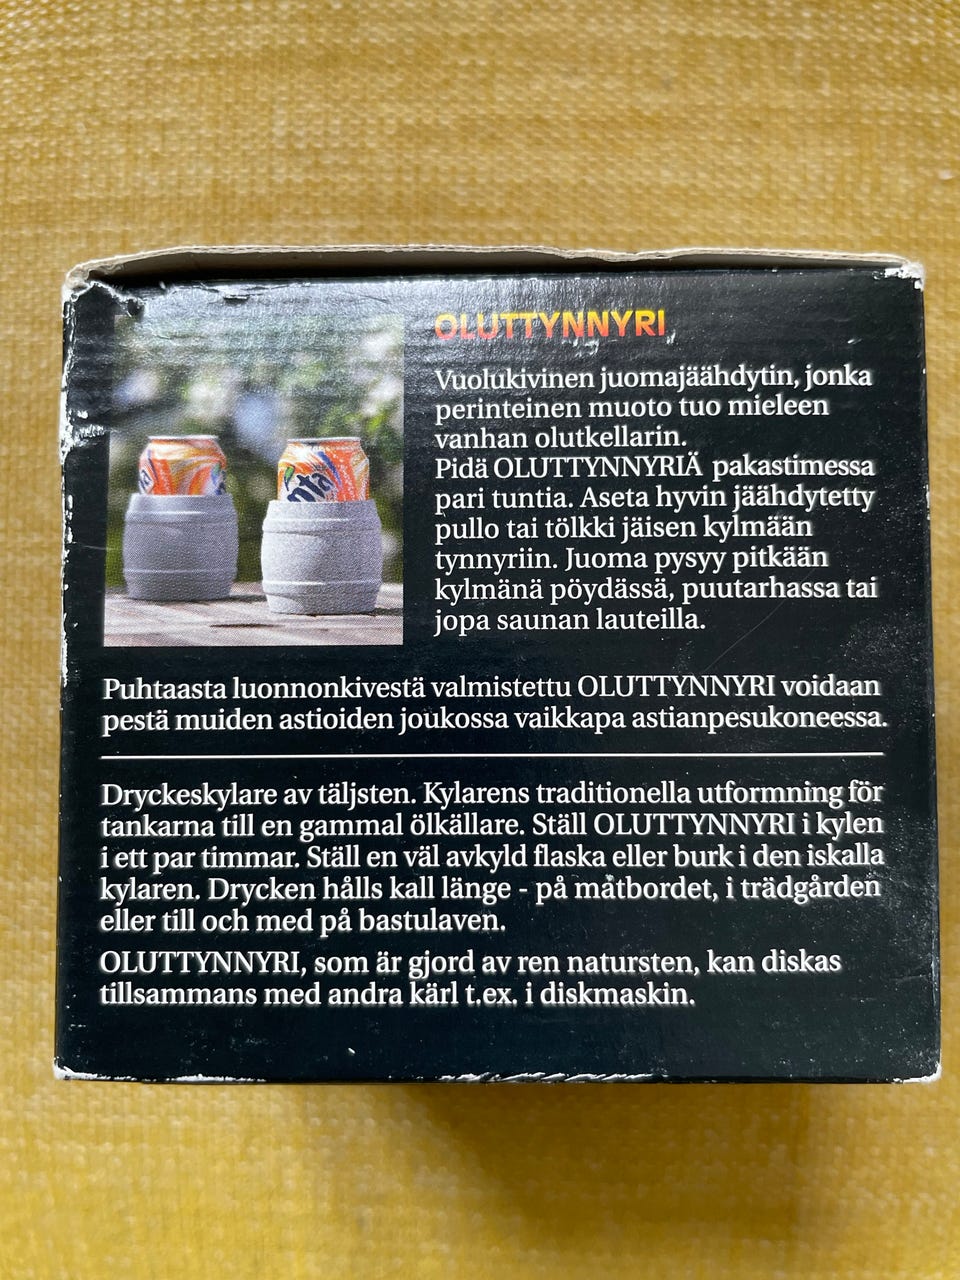 OLUTTYNNYRI
Vuolukivinen juomajäähdytin, jonka
perinteinen muoto tuo mieleen
vanhan olutkellarin.
Pidä OLUTTYNNYRIÄ pakastimessa
pari tuntia. Aseta hyvin jäähdytetty
pullo tai tölkki jäisen kylmään
tynnyriin. Juoma pysyy pitkään
kylmänä pöydässä, puutarhassa tai
jopa saunan lauteilla.
Puhtaasta luonnonkivestä valmistettu OLUTTYNNYRI voidaan
pestä muiden astioiden joukossa vaikkapa astianpesukoneessa.
Dryckeskylare av täljsten. Kylarens traditionella utformning för
tankarna till en gammal ölkällare. Ställ OLUTTYNNYRI i kylen
i ett par timmar. Ställ en väl avkyld flaska eller burk i den iskalla
kylaren. Drycken hålls kall länge - på matbordet, i trädgården
eller till och med på bastulaven.
OLUTTYNNYRI, som är gjord av ren natursten, kan diskas
tillsammans med andra kärl t.ex. i diskmaskin.